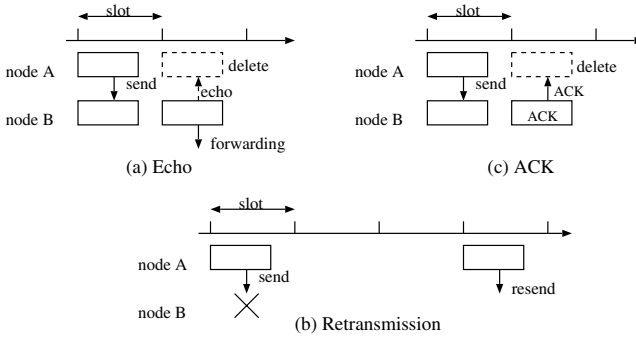 slot
node A
delete
send
echo
node B
forwarding
(a) Echo
slot
node A
delete
send
ACK
node B
ACK
(c) ACK
slot
node A
send
resend
node B
(b) Retransmission